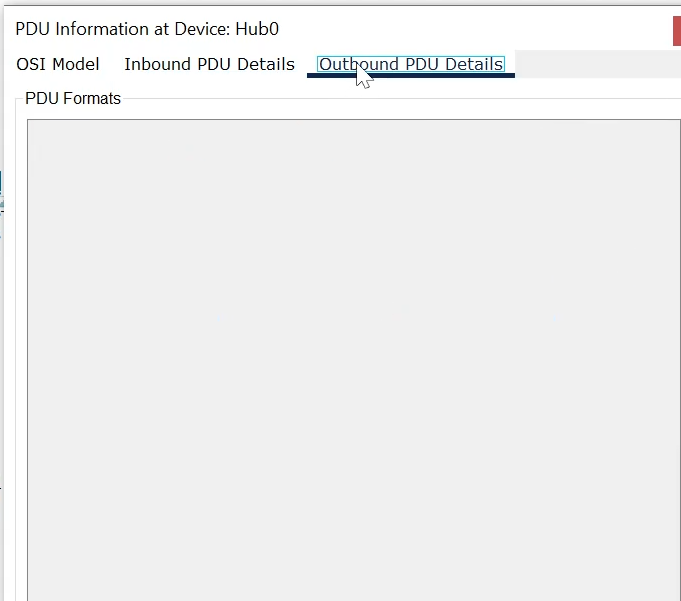 PDU Information at Device: Hub0
OSI Model Inbound PDU Details Outbound PDU Details
PDU Formats